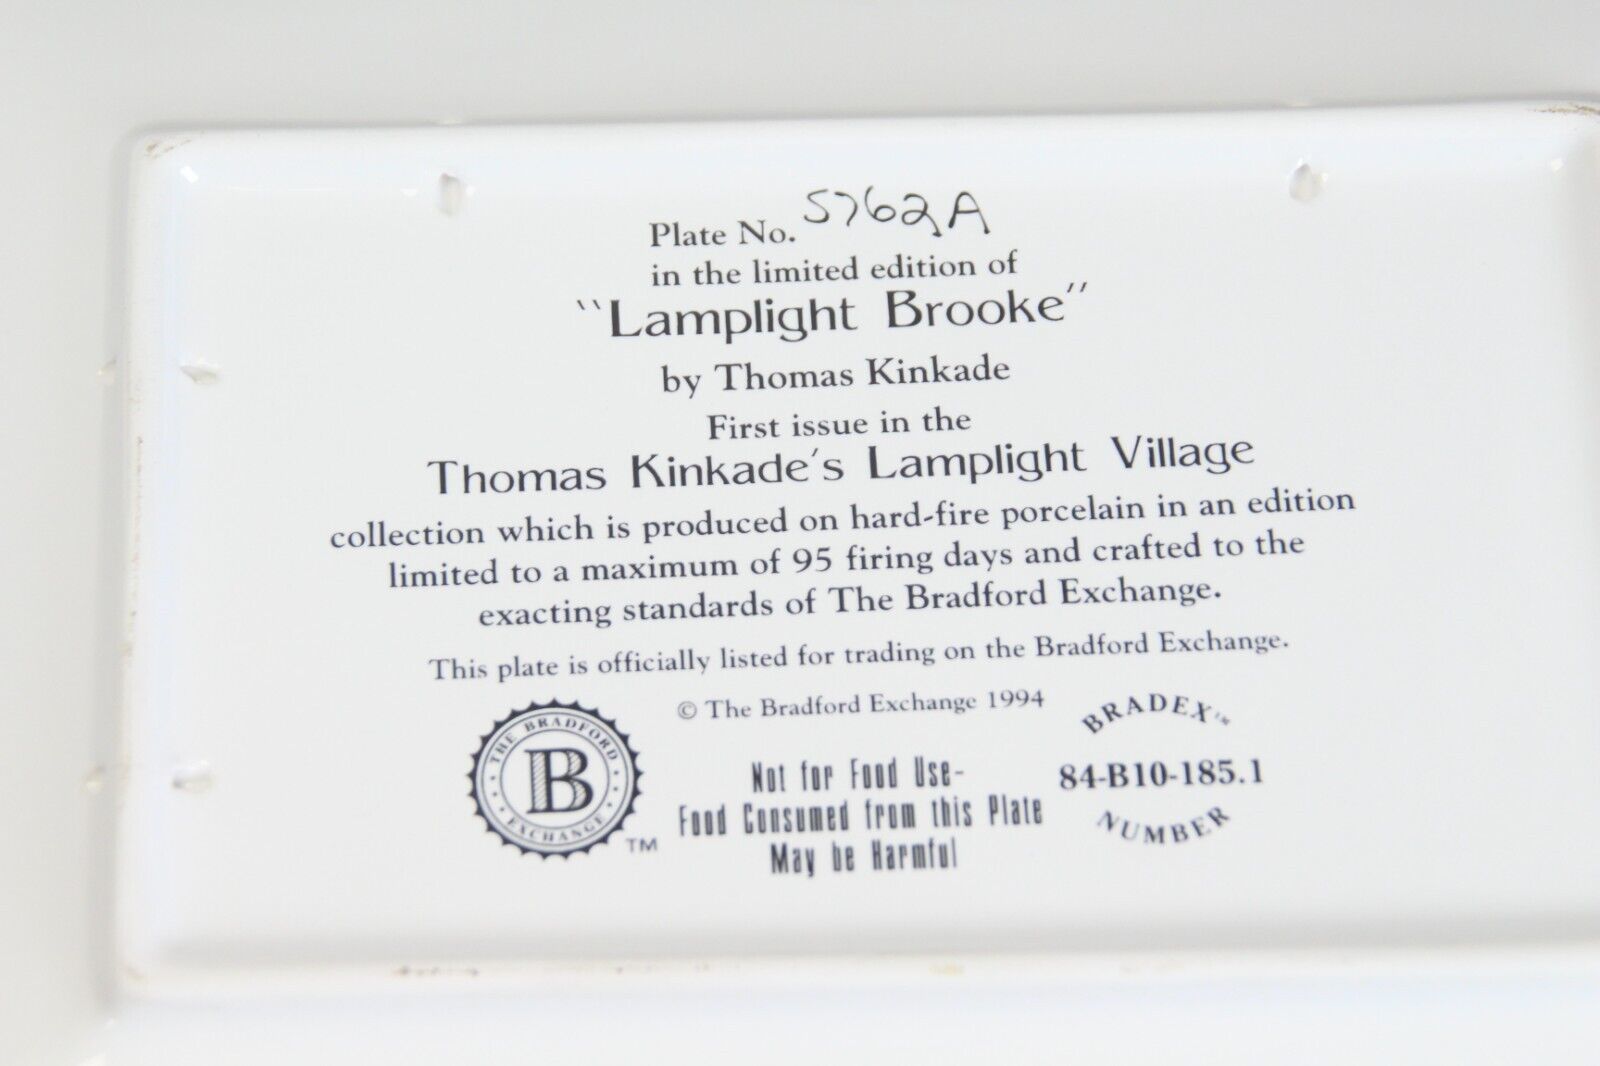 Plate No. 5762A
in the limited edition of
"Lamplight Brooke"
by Thomas Kinkade
First issue in the
Thomas Kinkade's Lamplight Village
collection which is produced on hard-fire porcelain in an edition
limited to a maximum of 95 firing days and crafted to the
exacting standards of The Bradford Exchange.
This plate is officially listed for trading on the Bradford Exchange.
© The Bradford Exchange 1994
THE BRADFORD
B
EXCHANGE
TM
Not for Food Use-
Food Consumed from this Plate
May be Harmful
BRADEX™
84-B10-185.1
NUMBER